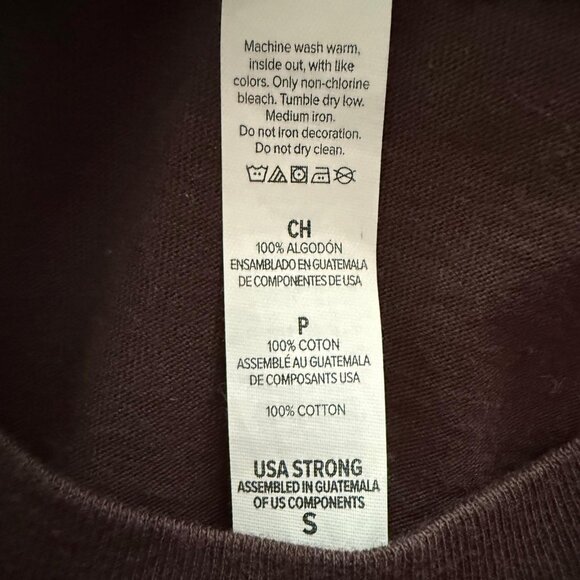 Machine wash warm,
inside out, with like
colors. Only non-chlorine
bleach. Tumble dry low.
Medium iron.
Do not iron decoration.
Do not dry clean.
CH
100% ALGODÓN
ENSAMBLADO EN GUATEMALA
DE COMPONENTES DE USA
P
100% COTON
ASSEMBLÉ AU GUATEMALA
DE COMPOSANTS USA
100% COTTON
USA STRONG
ASSEMBLED IN GUATEMALA
OF US COMPONENTS
S